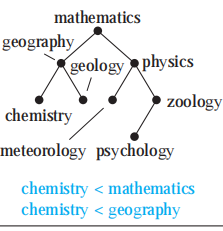 mathematics
geography
geology
physics
chemistry
zoology
meteorology
psychology
chemistry < mathematics
chemistry < geography